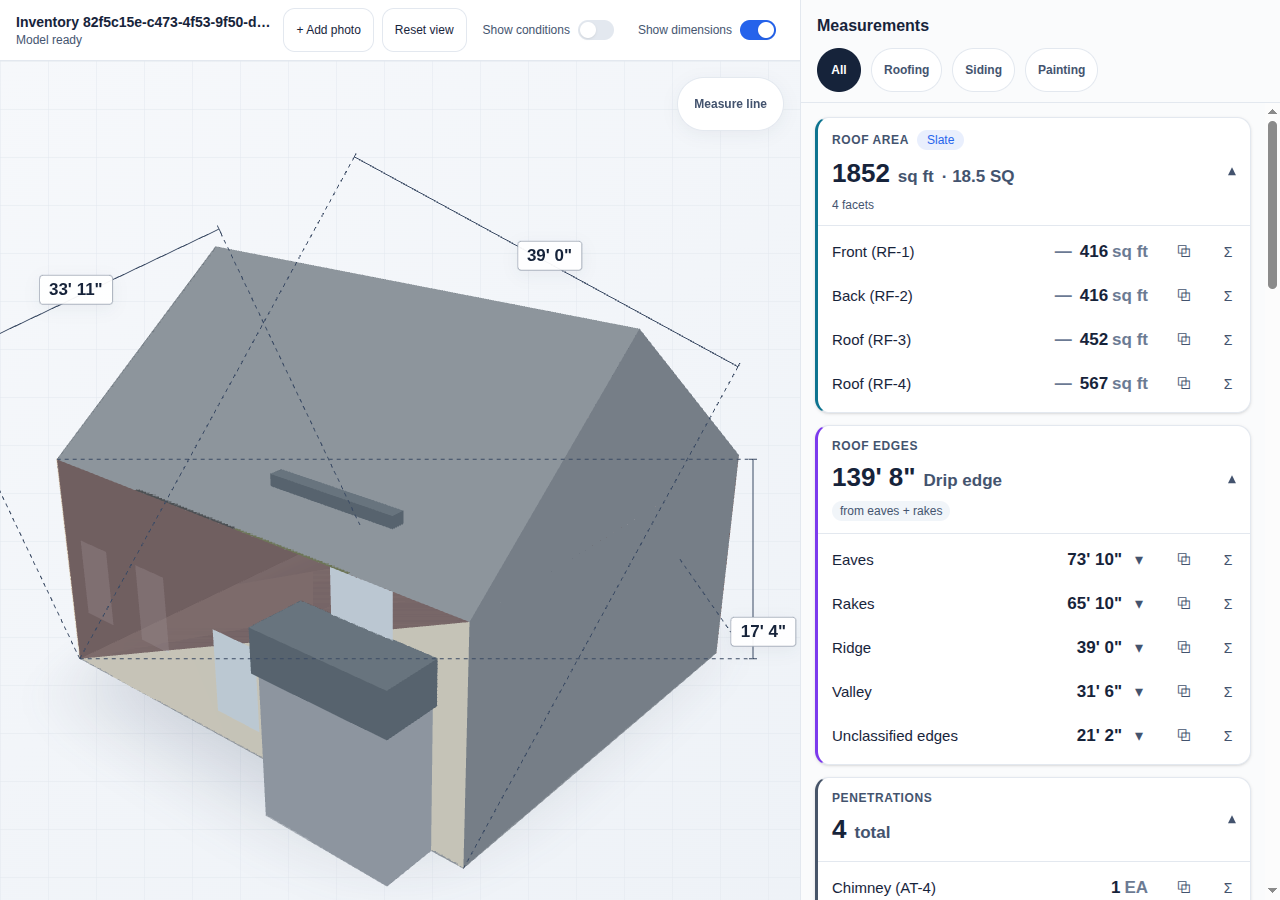 Inventory 82f5c15e-c473-4f53-9f50-d…
Model ready
+ Add photo
Reset view
Show conditions
Show dimensions
Measure line
39' 0"
33' 11"
17' 4"
Measurements
All
Roofing
Siding
Painting
ROOF AREA Slate
1852 sq ft · 18.5 SQ ▲
4 facets
Front (RF-1) — 416 sq ft Σ
Back (RF-2) — 416 sq ft Σ
Roof (RF-3) — 452 sq ft Σ
Roof (RF-4) — 567 sq ft Σ
ROOF EDGES
139' 8" Drip edge ▲
from eaves + rakes
Eaves 73' 10" ▼ Σ
Rakes 65' 10" ▼ Σ
Ridge 39' 0" ▼ Σ
Valley 31' 6" ▼ Σ
Unclassified edges 21' 2" ▼ Σ
PENETRATIONS
4 total ▲
Chimney (AT-4) 1 EA Σ